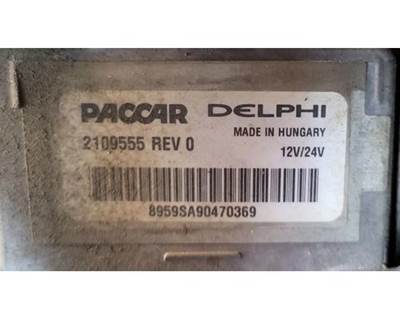 PACCAR DELPHI
2109555 REV 0 MADE IN HUNGARY
12V/24V
8959SA90470369